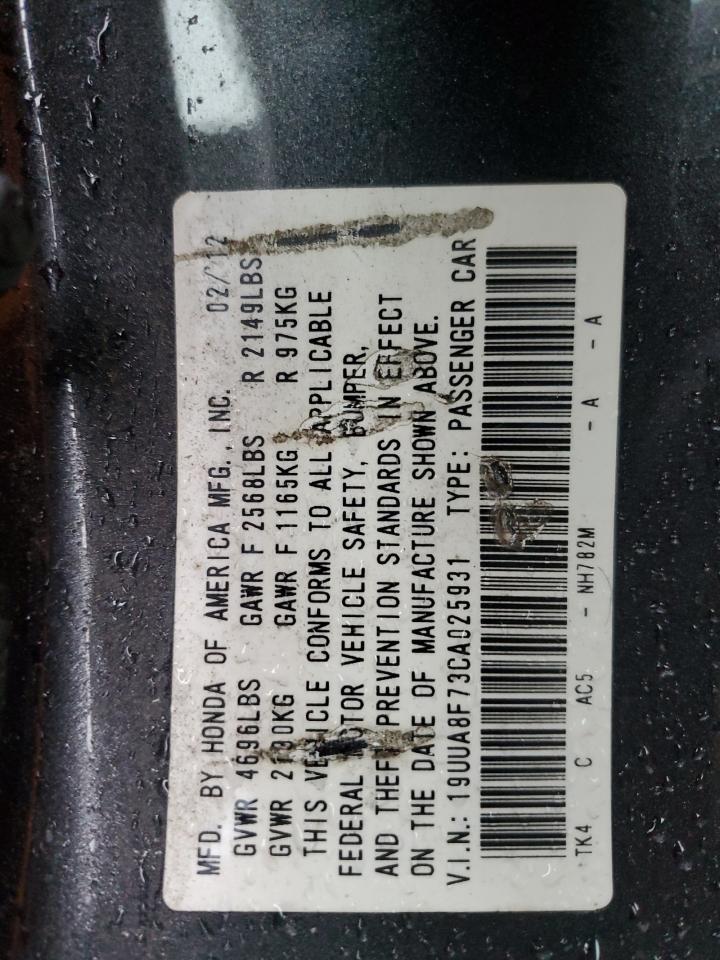 MFD. BY HONDA OF AMERICA MFG., INC. 02/12
GVWR 4696LBS GAWR F 2568LBS R 2149LBS
GVWR 2130KG GAWR F 1165KG R 975KG
THIS VEHICLE CONFORMS TO ALL APPLICABLE
FEDERAL MOTOR VEHICLE SAFETY, BUMPER,
AND THEFT PREVENTION STANDARDS IN EFFECT
ON THE DATE OF MANUFACTURE SHOWN ABOVE.
V.I.N.: 19UUA8F73CA025931 TYPE: PASSENGER CAR
TK4 C AC5 - NH782M - A - A